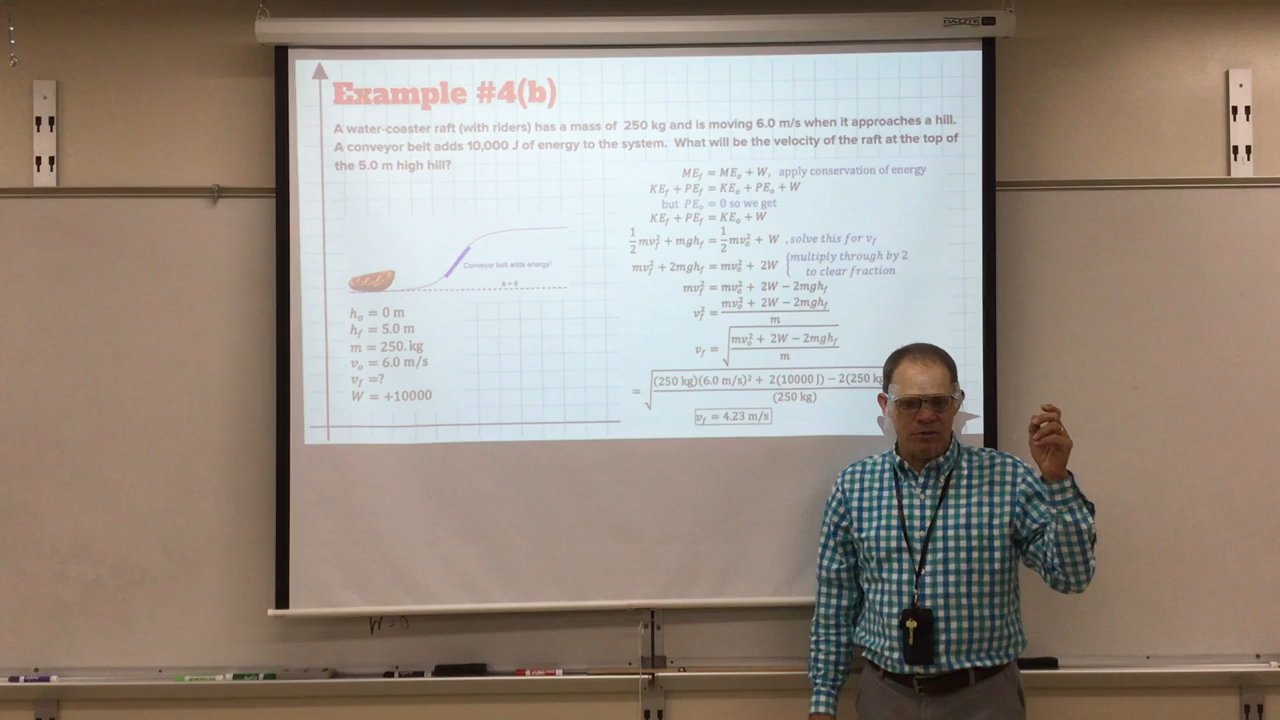 DA-LITE
Example #4(b)
A water-coaster raft (with riders) has a mass of 250 kg and is moving 6.0 m/s when it approaches a hill.
A conveyor belt adds 10,000 J of energy to the system. What will be the velocity of the raft at the top of
the 5.0 m high hill?
ME_f = ME_o + W, apply conservation of energy
KE_f + PE_f = KE_o + PE_o + W
but PE_o = 0 so we get
KE_f + PE_f = KE_o + W
1/2 mv_f^2 + mgh_f = 1/2 mv_o^2 + W , solve this for v_f
mv_f^2 + 2mgh_f = mv_o^2 + 2W { multiply through by 2
to clear fraction
mv_f^2 = mv_o^2 + 2W − 2mgh_f
v_f^2 = (mv_o^2 + 2W − 2mgh_f)/m
v_f = √((mv_o^2 + 2W − 2mgh_f)/m)
= √((250 kg)(6.0 m/s)² + 2(10000 J) − 2(250 kg
(250 kg)
v_f = 4.23 m/s
Conveyor belt adds energy!
h = 0
h_o = 0 m
h_f = 5.0 m
m = 250. kg
v_o = 6.0 m/s
v_f =?
W = +10000
W = 0